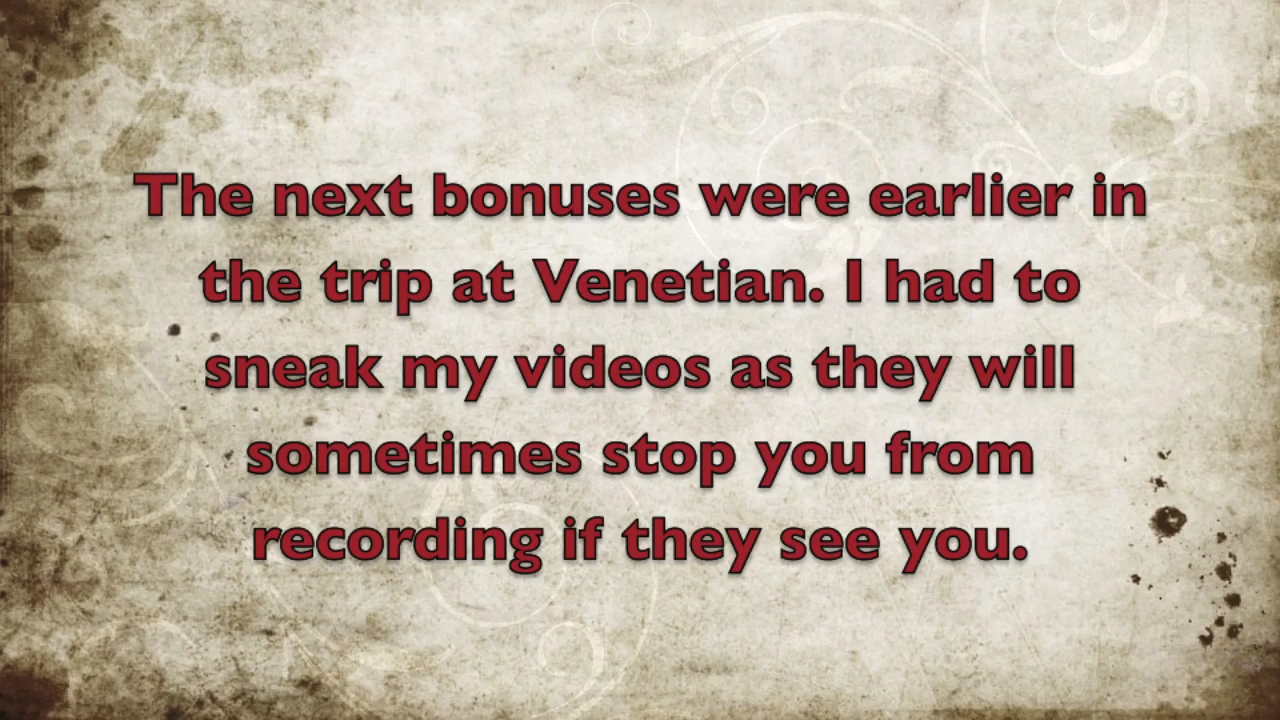 The next bonuses were earlier in
the trip at Venetian. I had to
sneak my videos as they will
sometimes stop you from
recording if they see you.